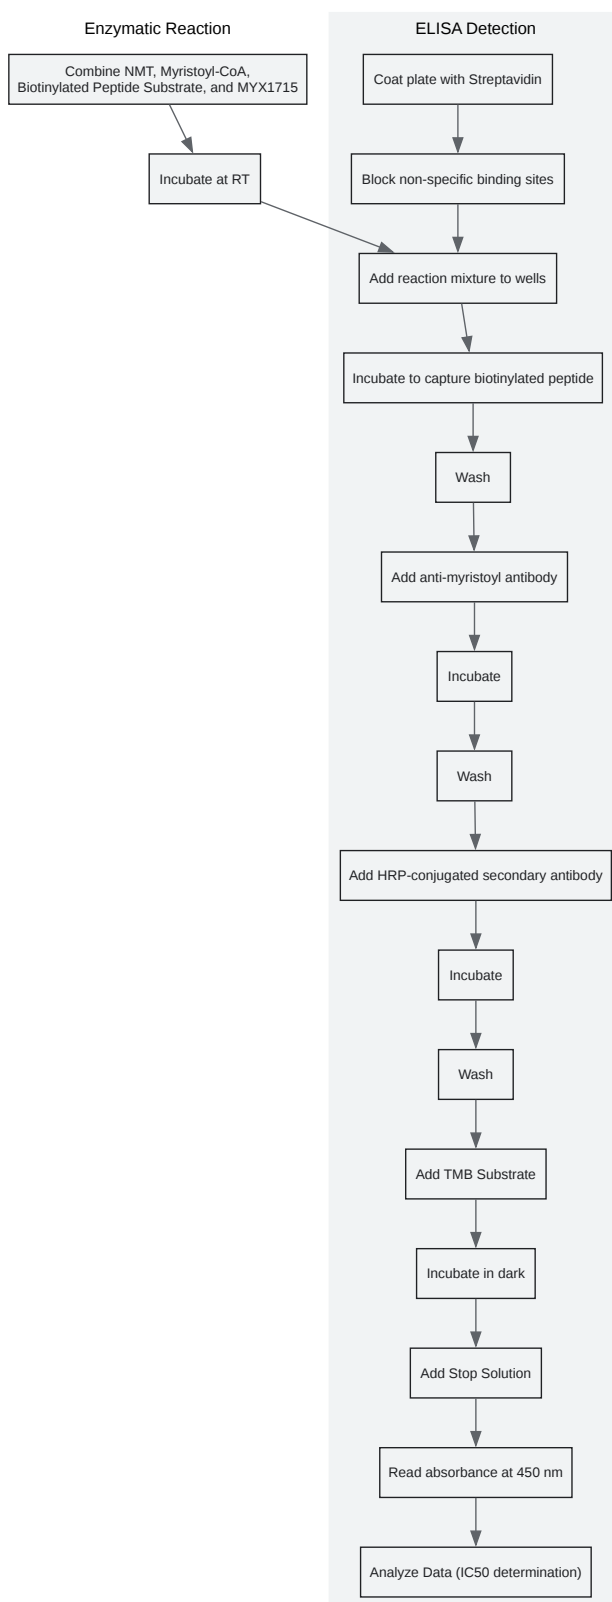 Enzymatic Reaction
ELISA Detection
Combine NMT, Myristoyl-CoA,
Biotinylated Peptide Substrate, and MYX1715
Coat plate with Streptavidin
Incubate at RT
Block non-specific binding sites
Add reaction mixture to wells
Incubate to capture biotinylated peptide
Wash
Add anti-myristoyl antibody
Incubate
Wash
Add HRP-conjugated secondary antibody
Incubate
Wash
Add TMB Substrate
Incubate in dark
Add Stop Solution
Read absorbance at 450 nm
Analyze Data (IC50 determination)